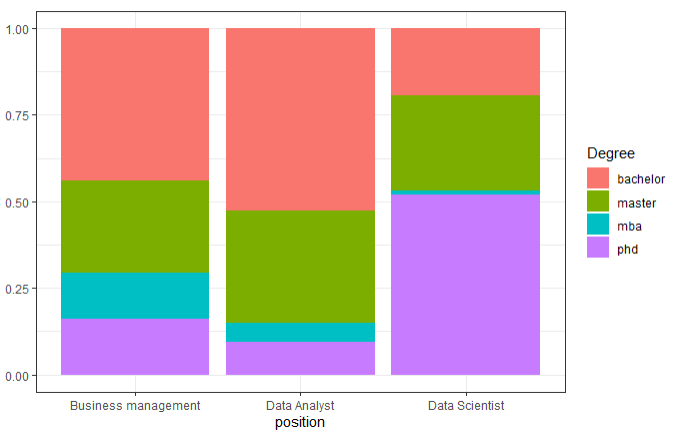 1.00
0.75
0.50
0.25
0.00
Business management
Data Analyst
Data Scientist
position
Degree
bachelor
master
mba
phd